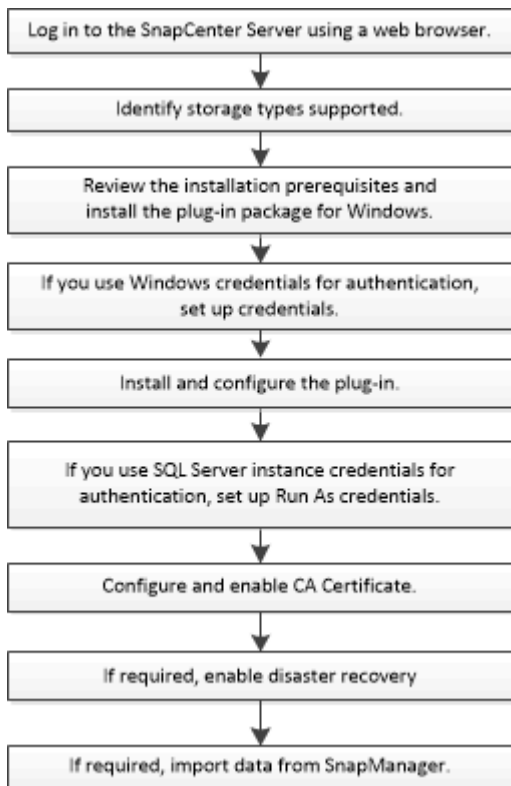 Log in to the SnapCenter Server using a web browser.
Identify storage types supported.
Review the installation prerequisites and
install the plug-in package for Windows.
If you use Windows credentials for authentication,
set up credentials.
Install and configure the plug-in.
If you use SQL Server instance credentials for
authentication, set up Run As credentials.
Configure and enable CA Certificate.
If required, enable disaster recovery
If required, import data from SnapManager.